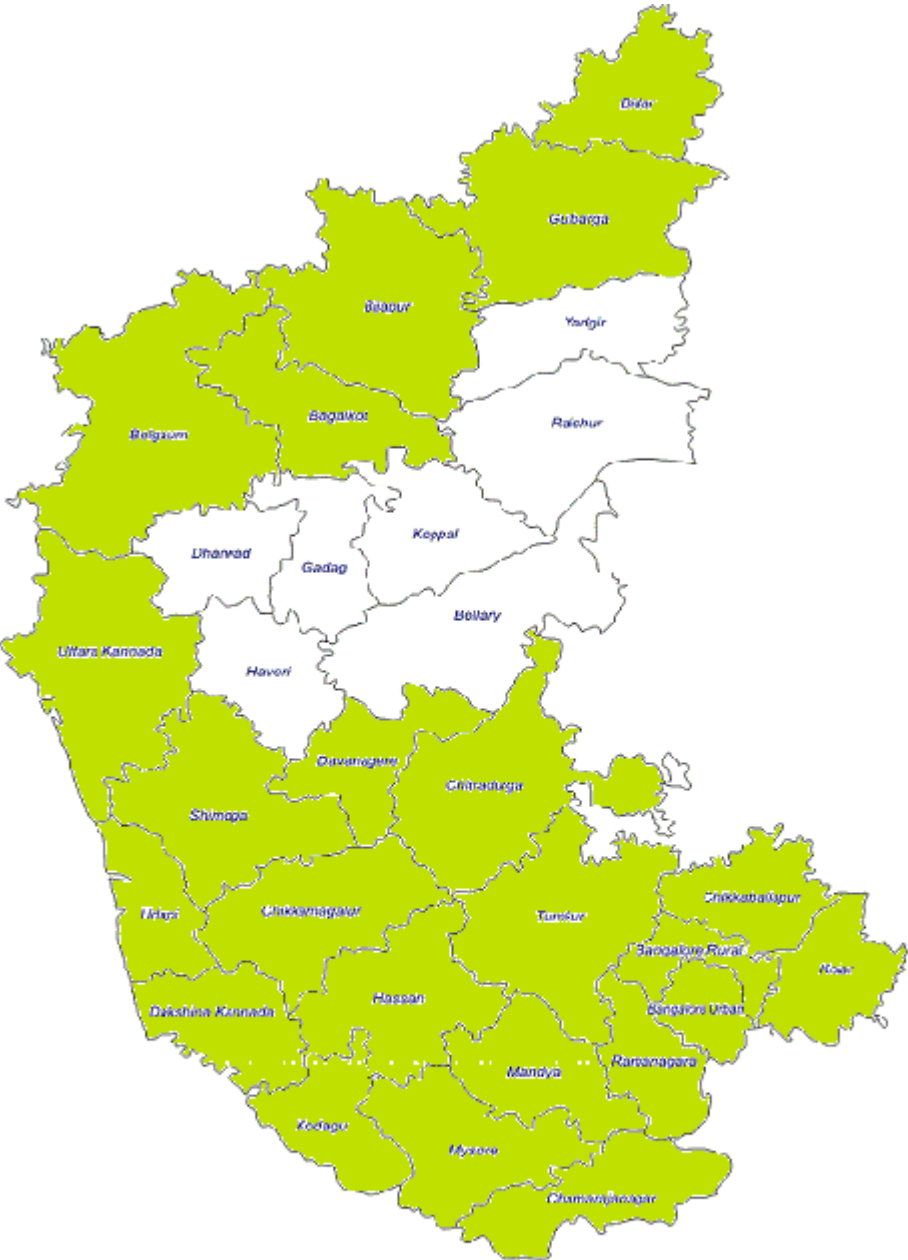 Bidar
Gubarga
Bijapur
Yadgir
Bagalkot
Raichur
Belgaum
Koppal
Dharwad
Gadag
Bellary
Uttara Kannada
Haveri
Davanagere
Chitradurga
Shimoga
Chikkaballapur
Chikkamagalur
Udupi
Tumkur
Bangalore Rural
Kolar
Hassan
Bangalore Urban
Dakshina Kannada
Ramanagara
Mandya
Kodagu
Mysore
Chamarajanagar